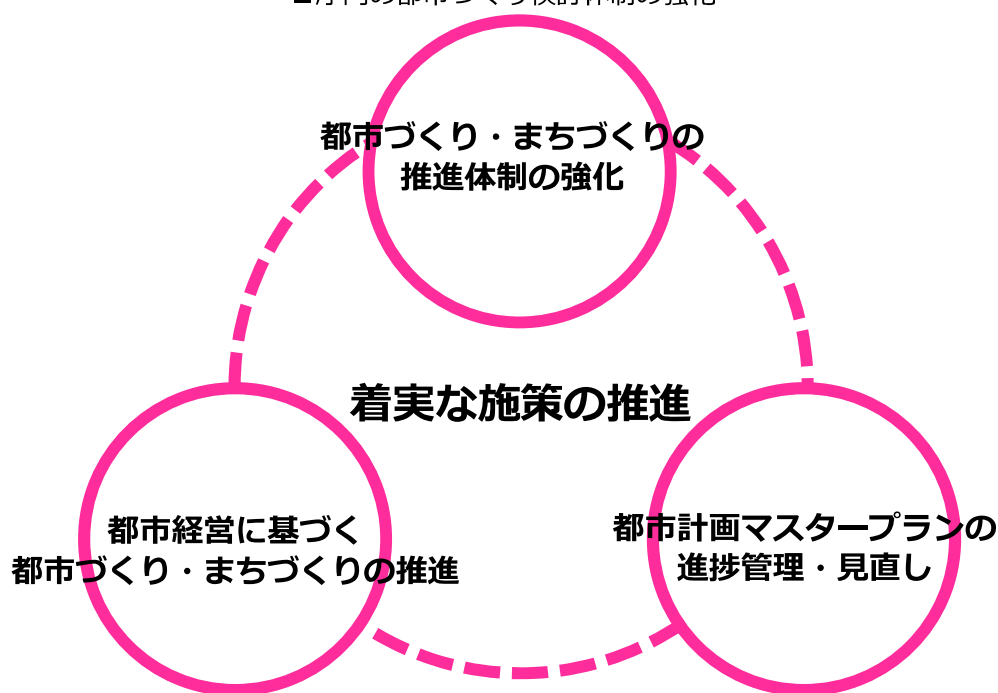 都市づくり・まちづくりの
推進体制の強化
着実な施策の推進
都市経営に基づく
都市づくり・まちづくりの推進
都市計画マスタープランの
進捗管理・見直し